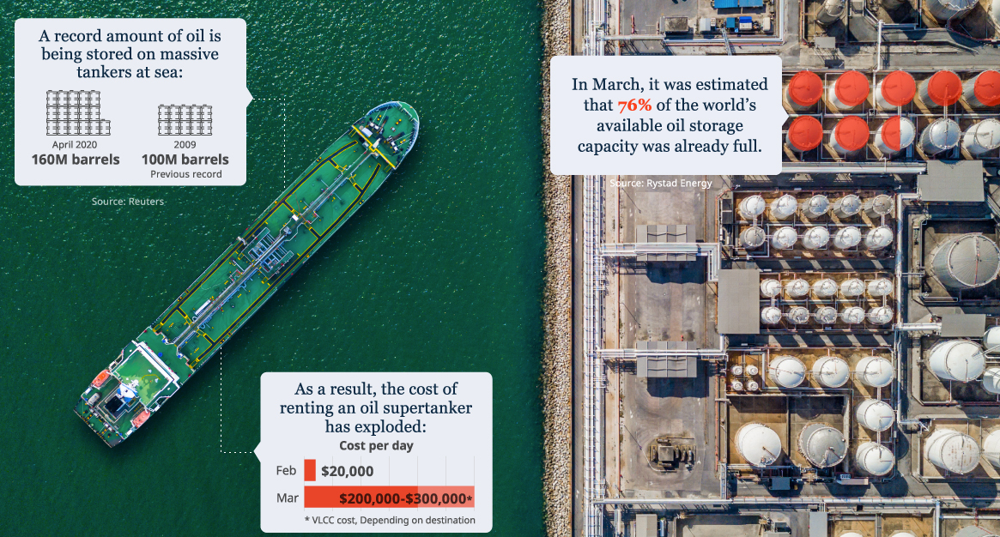 A record amount of oil is
being stored on massive
tankers at sea:
April 2020
160M barrels
2009
100M barrels
Previous record
Source: Reuters
In March, it was estimated
that 76% of the world's
available oil storage
capacity was already full.
Source: Rystad Energy
As a result, the cost of
renting an oil supertanker
has exploded:
Cost per day
Feb $20,000
Mar $200,000-$300,000*
* VLCC cost, Depending on destination